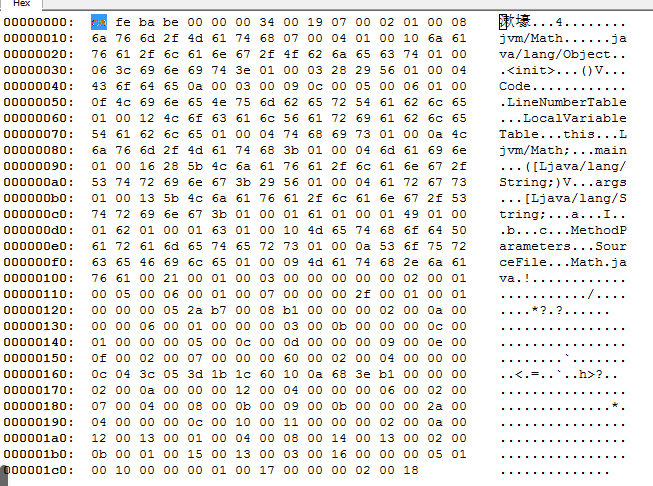 Hex
00000000: fe ba be 00 00 00 34 00 19 07 00 02 01 00 08 漱壕...4........
00000010: 6a 76 6d 2f 4d 61 74 68 07 00 04 01 00 10 6a 61 jvm/Math......ja
00000020: 76 61 2f 6c 61 6e 67 2f 4f 62 6a 65 63 74 01 00 va/lang/Object..
00000030: 06 3c 69 6e 69 74 3e 01 00 03 28 29 56 01 00 04 .<init>...()V...
00000040: 43 6f 64 65 0a 00 03 00 09 0c 00 05 00 06 01 00 Code............
00000050: 0f 4c 69 6e 65 4e 75 6d 62 65 72 54 61 62 6c 65 .LineNumberTable
00000060: 01 00 12 4c 6f 63 61 6c 56 61 72 69 61 62 6c 65 ...LocalVariable
00000070: 54 61 62 6c 65 01 00 04 74 68 69 73 01 00 0a 4c Table...this...L
00000080: 6a 76 6d 2f 4d 61 74 68 3b 01 00 04 6d 61 69 6e jvm/Math;...main
00000090: 01 00 16 28 5b 4c 6a 61 76 61 2f 6c 61 6e 67 2f ...([Ljava/lang/
000000a0: 53 74 72 69 6e 67 3b 29 56 01 00 04 61 72 67 73 String;)V...args
000000b0: 01 00 13 5b 4c 6a 61 76 61 2f 6c 61 6e 67 2f 53 ...[Ljava/lang/S
000000c0: 74 72 69 6e 67 3b 01 00 01 61 01 00 01 49 01 00 tring;...a...I..
000000d0: 01 62 01 00 01 63 01 00 10 4d 65 74 68 6f 64 50 .b...c...MethodP
000000e0: 61 72 61 6d 65 74 65 72 73 01 00 0a 53 6f 75 72 arameters...Sour
000000f0: 63 65 46 69 6c 65 01 00 09 4d 61 74 68 2e 6a 61 ceFile...Math.ja
00000100: 76 61 00 21 00 01 00 03 00 00 00 00 00 02 00 01 va.!............
00000110: 00 05 00 06 00 01 00 07 00 00 00 2f 00 01 00 01 .........../....
00000120: 00 00 00 05 2a b7 00 08 b1 00 00 00 02 00 0a 00 ....*?.?......
00000130: 00 00 06 00 01 00 00 00 03 00 0b 00 00 00 0c 00 ................
00000140: 01 00 00 00 05 00 0c 00 0d 00 00 00 09 00 0e 00 ................
00000150: 0f 00 02 00 07 00 00 00 60 00 02 00 04 00 00 00 ........`.......
00000160: 0c 04 3c 05 3d 1b 1c 60 10 0a 68 3e b1 00 00 00 ..<.=..`..h>?...
00000170: 02 00 0a 00 00 00 12 00 04 00 00 00 06 00 02 00 ................
00000180: 07 00 04 00 08 00 0b 00 09 00 0b 00 00 00 2a 00 ..............*.
00000190: 04 00 00 00 0c 00 10 00 11 00 00 00 02 00 0a 00 ................
000001a0: 12 00 13 00 01 00 04 00 08 00 14 00 13 00 02 00 ................
000001b0: 0b 00 01 00 15 00 13 00 03 00 16 00 00 00 05 01 ................
000001c0: 00 10 00 00 00 01 00 17 00 00 00 02 00 18 ..............